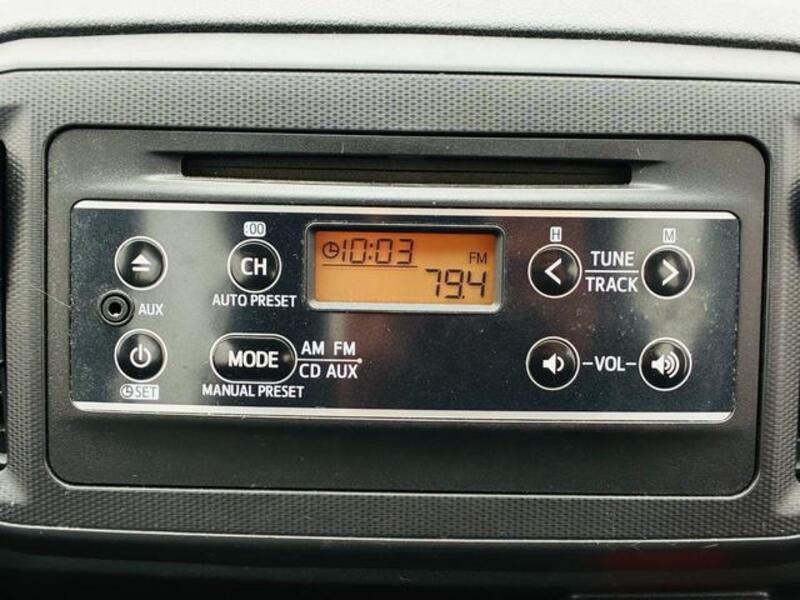 :00
H
M
CH
AUTO PRESET
10:03
FM
79.4
TUNE
TRACK
AUX
MODE
AM FM
CD AUX
MANUAL PRESET
SET
VOL